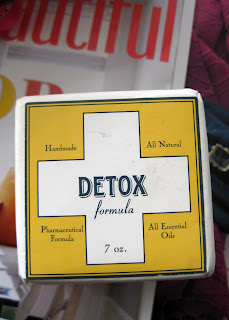 autiful
Handmade
All Natural
DETOX
formula
Pharmaceutical
Formula
All Essential
Oils
7 oz.